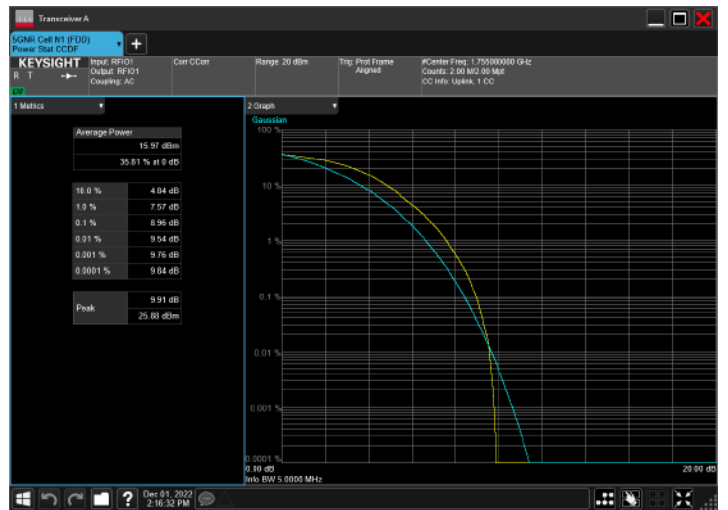 Transceiver A
5GNR Cell N1 (FDD)
Power Stat CCDF
KEYSIGHT
R T
Input: RFIO1
Output: RFIO1
Coupling: AC
Corr CCorr
Range: 20 dBm
Trig: Prot Frame
Aligned
#Center Freq: 1.755000000 GHz
Counts: 2.00 M/2.00 Mpt
CC Info: Uplink, 1 CC
1 Metrics
Average Power
15.97 dBm
35.81 % at 0 dB
10.0 % 4.84 dB
1.0 % 7.57 dB
0.1 % 8.96 dB
0.01 % 9.54 dB
0.001 % 9.76 dB
0.0001 % 9.84 dB
Peak
9.91 dB
25.88 dBm
2 Graph
Gaussian
100 %
10 %
1 %
0.1 %
0.01 %
0.001 %
0.0001 %
0.00 dB
20.00 dB
Info BW 5.0000 MHz
?
Dec 01, 2022
2:16:32 PM